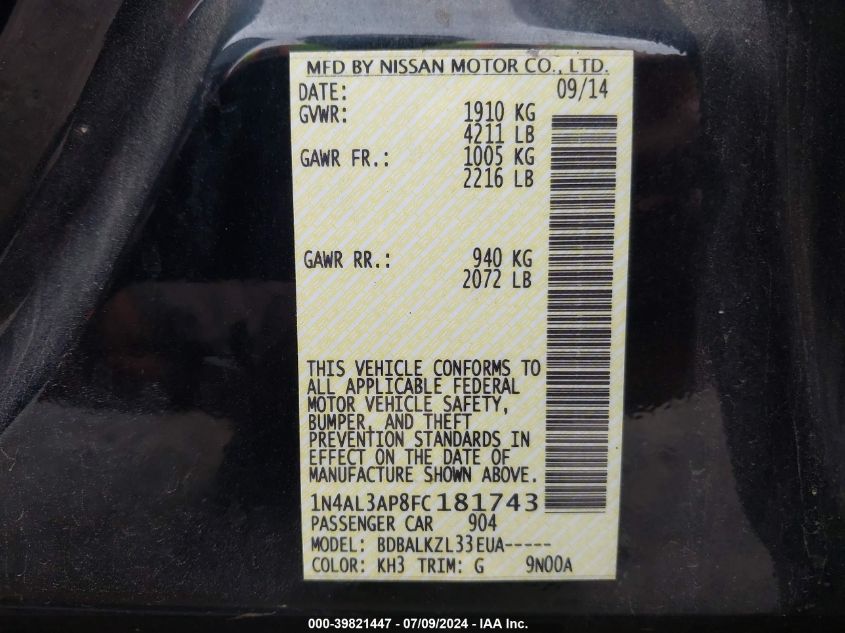 MFD BY NISSAN MOTOR CO., LTD.
DATE: 09/14
GVWR: 1910 KG
4211 LB
GAWR FR.: 1005 KG
2216 LB
GAWR RR.: 940 KG
2072 LB
THIS VEHICLE CONFORMS TO
ALL APPLICABLE FEDERAL
MOTOR VEHICLE SAFETY,
BUMPER, AND THEFT
PREVENTION STANDARDS IN
EFFECT ON THE DATE OF
MANUFACTURE SHOWN ABOVE.
1N4AL3AP8FC181743
PASSENGER CAR 904
MODEL: BDBALKZL33EUA-----
COLOR: KH3 TRIM: G 9N00A
000-39821447 - 07/09/2024 - IAA Inc.